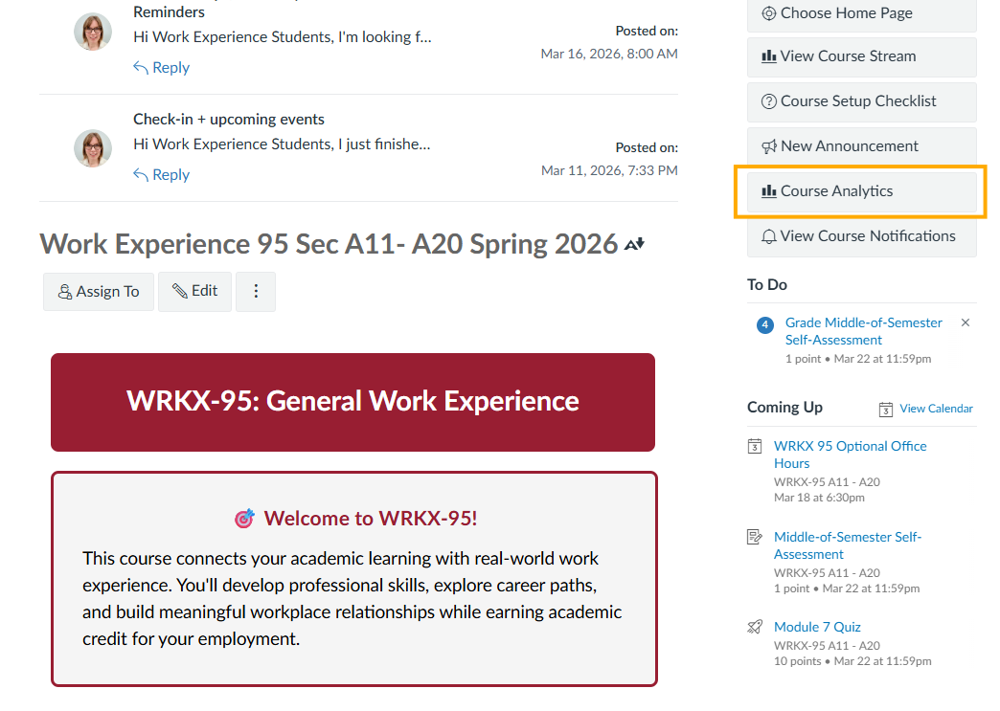 Reminders
Hi Work Experience Students, I'm looking f...
Posted on:
Mar 16, 2026, 8:00 AM
Reply
Check-in + upcoming events
Hi Work Experience Students, I just finishe...
Posted on:
Mar 11, 2026, 7:33 PM
Reply
Work Experience 95 Sec A11- A20 Spring 2026
Assign To
Edit
WRKX-95: General Work Experience
Welcome to WRKX-95!
This course connects your academic learning with real-world work
experience. You'll develop professional skills, explore career paths,
and build meaningful workplace relationships while earning academic
credit for your employment.
Choose Home Page
View Course Stream
Course Setup Checklist
New Announcement
Course Analytics
View Course Notifications
To Do
4
Grade Middle-of-Semester
Self-Assessment
1 point • Mar 22 at 11:59pm
Coming Up
3
View Calendar
3
WRKX 95 Optional Office
Hours
WRKX-95 A11 - A20
Mar 18 at 6:30pm
Middle-of-Semester Self-
Assessment
WRKX-95 A11 - A20
1 point • Mar 22 at 11:59pm
Module 7 Quiz
WRKX-95 A11 - A20
10 points • Mar 22 at 11:59pm